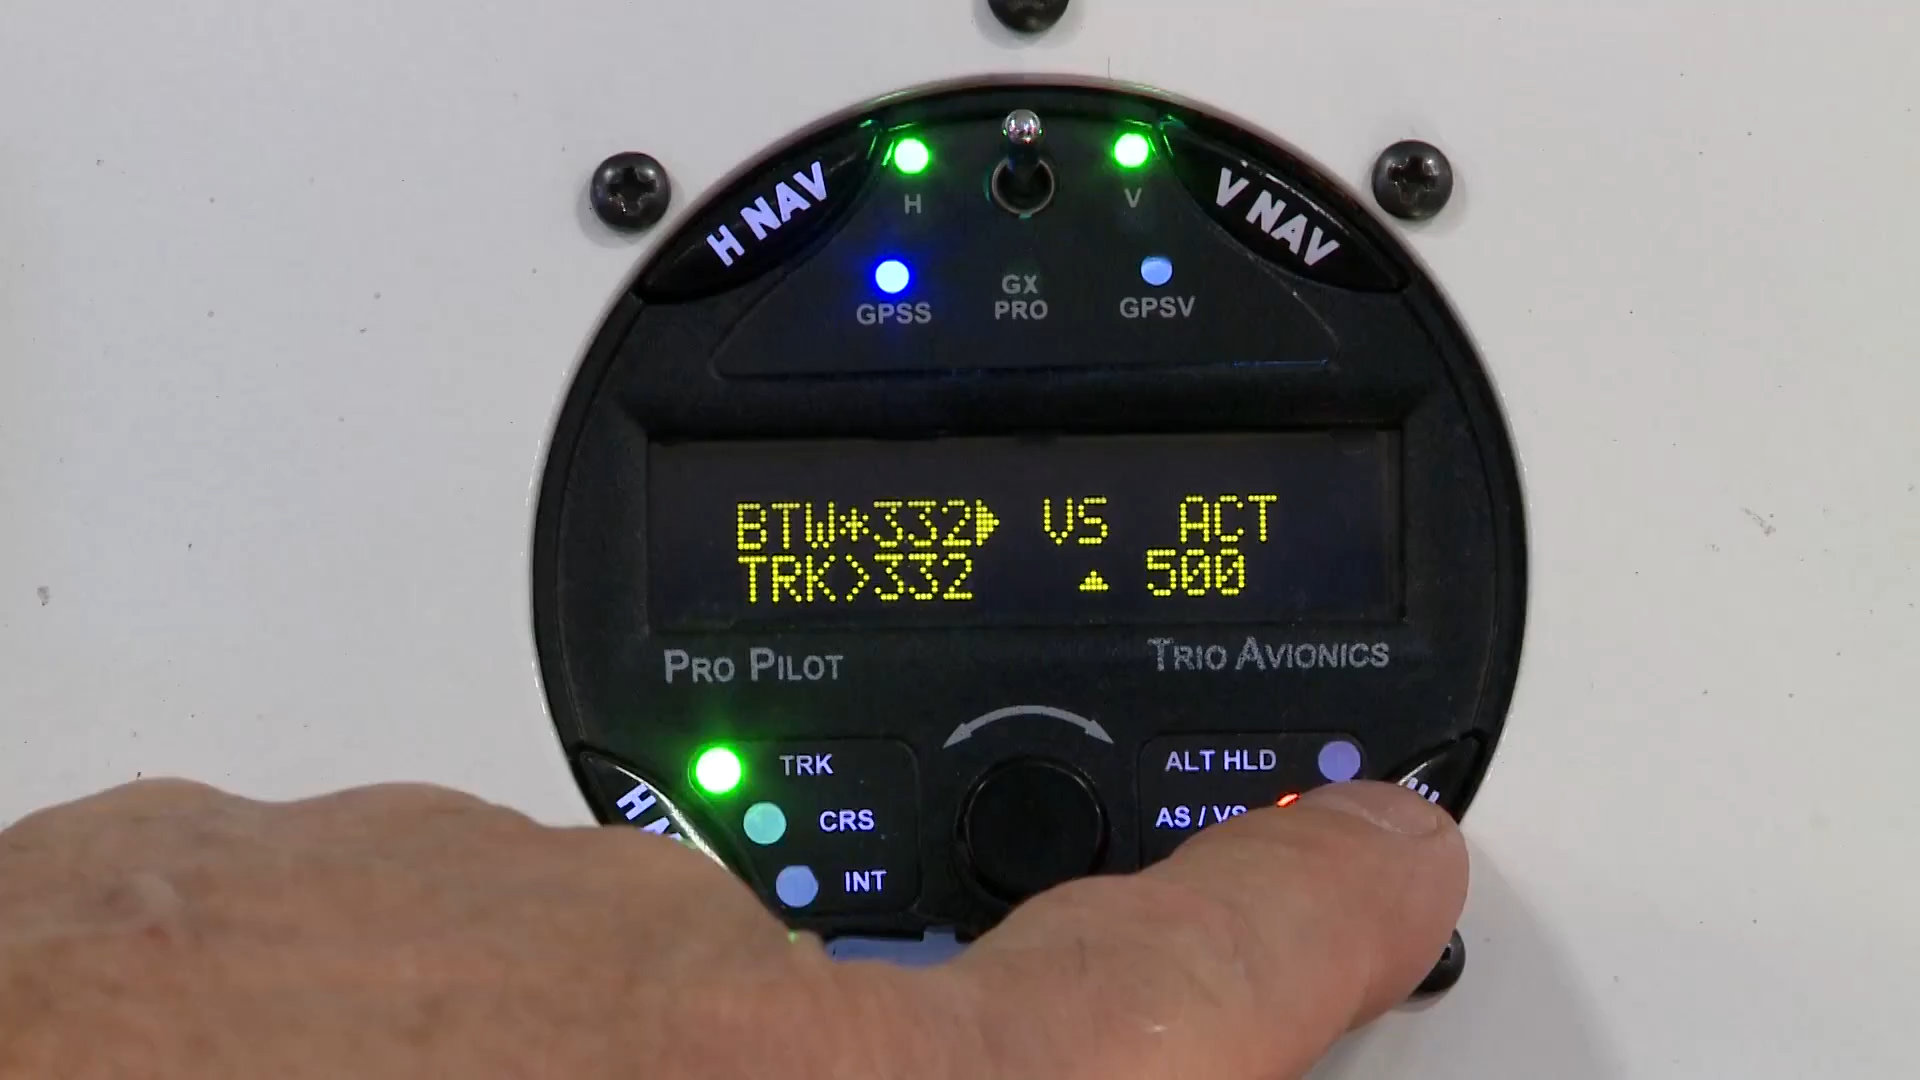 H NAV
H
V
V NAV
GPSS
GX
PRO
GPSV
BTW*332▶ VS ACT
TRK>332 ▲ 500
PRO PILOT
TRIO AVIONICS
TRK
CRS
INT
ALT HLD
AS / VS
H